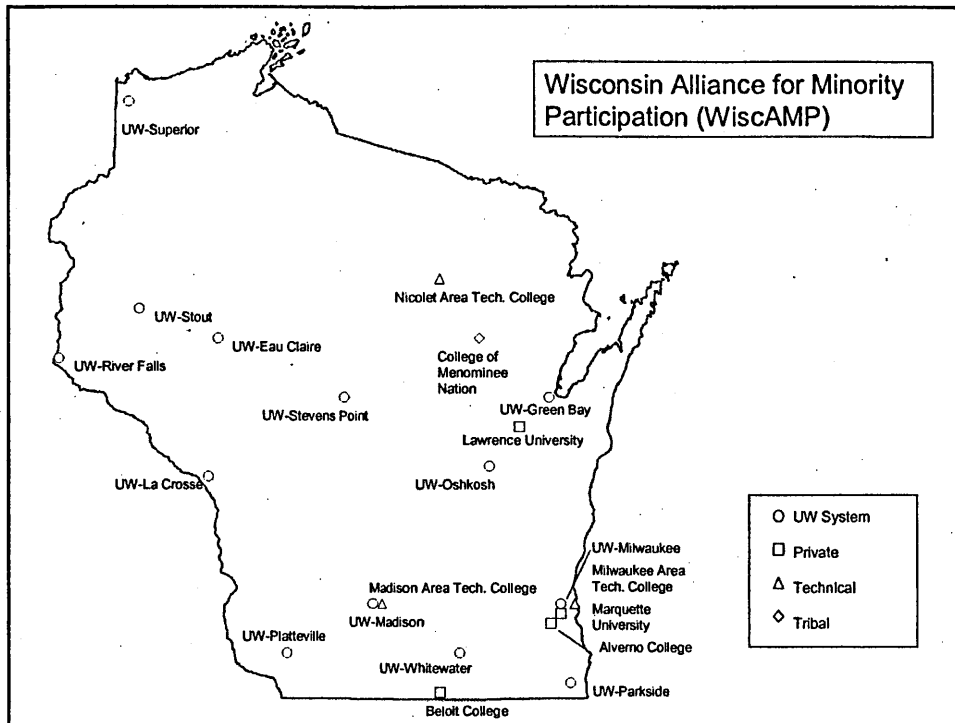 Wisconsin Alliance for Minority
Participation (WiscAMP)
UW-Superior
Nicolet Area Tech. College
UW-Stout
UW-Eau Claire
College of
Menominee
Nation
UW-River Falls
UW-Stevens Point
UW-Green Bay
Lawrence University
UW-La Crosse
UW-Oshkosh
UW System
Private
Technical
Tribal
UW-Milwaukee
Milwaukee Area
Tech. College
Madison Area Tech. College
UW-Madison
Marquette
University
Alverno College
UW-Platteville
UW-Whitewater
UW-Parkside
Beloit College